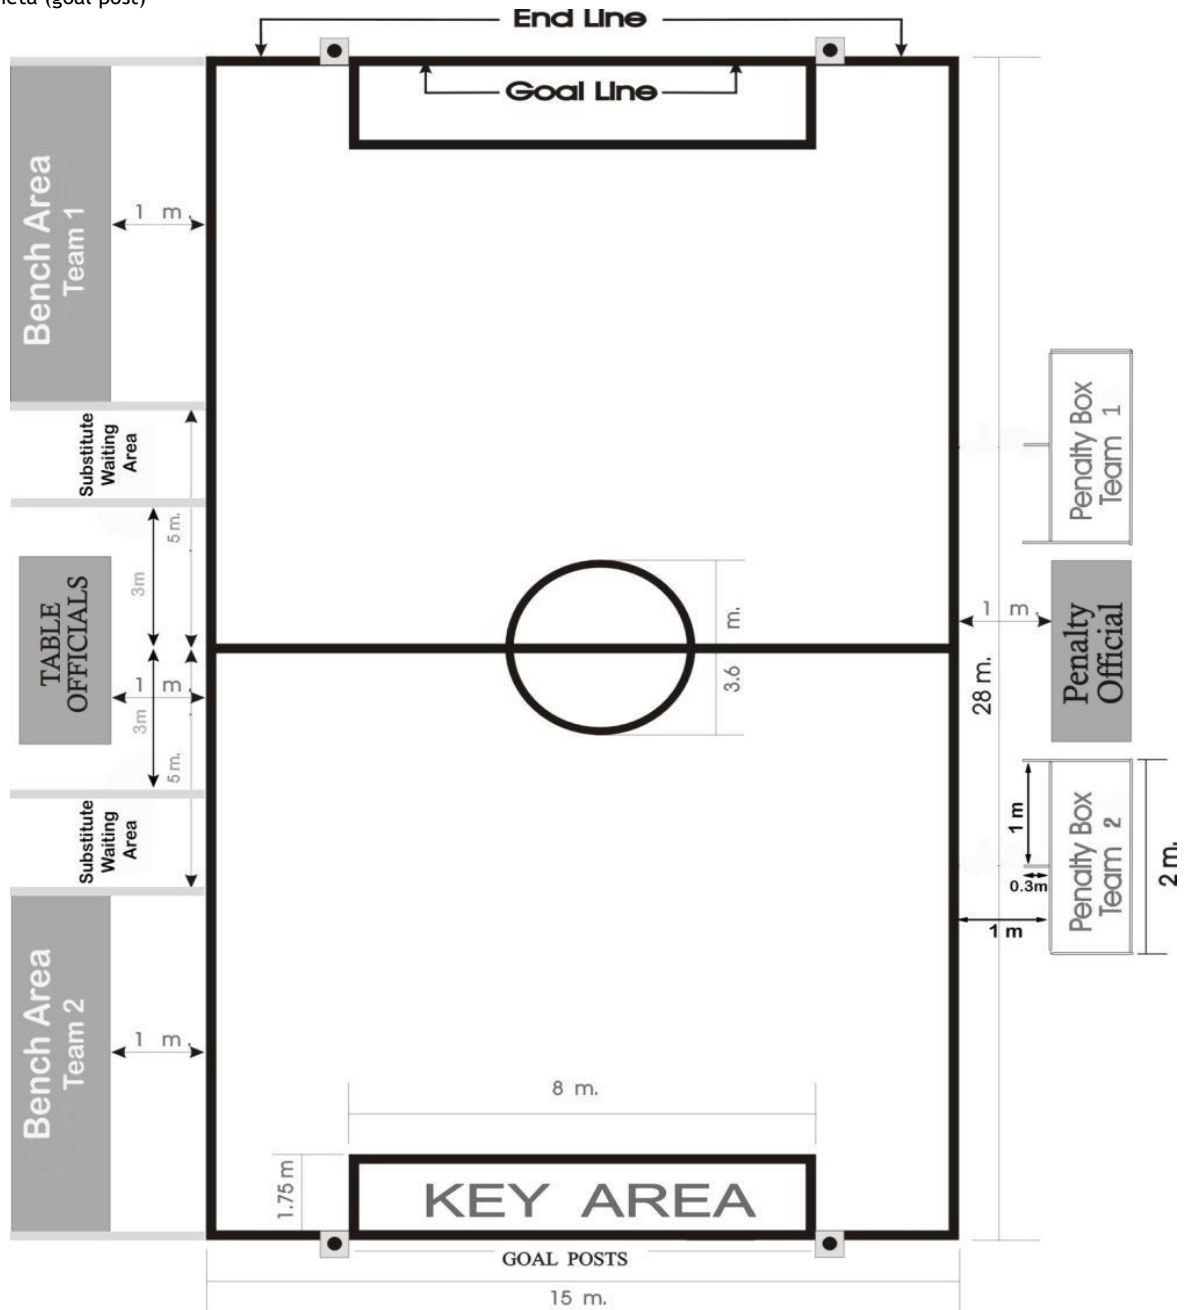 (goal post)
End Line
Goal Line
Bench Area
Team 1
1 m.
Substitute
Waiting
Area
5 m.
3m
TABLE
OFFICIALS
1 m.
3m
5 m.
Substitute
Waiting
Area
Bench Area
Team 2
1 m.
3.6 m.
28 m.
1 m.
Penalty Box
Team 1
Penalty
Official
Penalty Box
Team 2
1 m
0.3m
1 m
2 m.
8 m.
1.75 m
KEY AREA
GOAL POSTS
15 m.